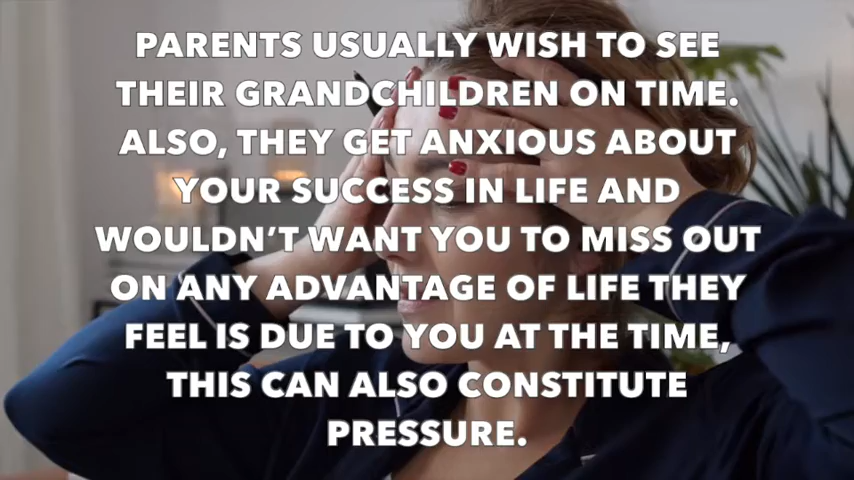 PARENTS USUALLY WISH TO SEE
THEIR GRANDCHILDREN ON TIME.
ALSO, THEY GET ANXIOUS ABOUT
YOUR SUCCESS IN LIFE AND
WOULDN'T WANT YOU TO MISS OUT
ON ANY ADVANTAGE OF LIFE THEY
FEEL IS DUE TO YOU AT THE TIME,
THIS CAN ALSO CONSTITUTE
PRESSURE.